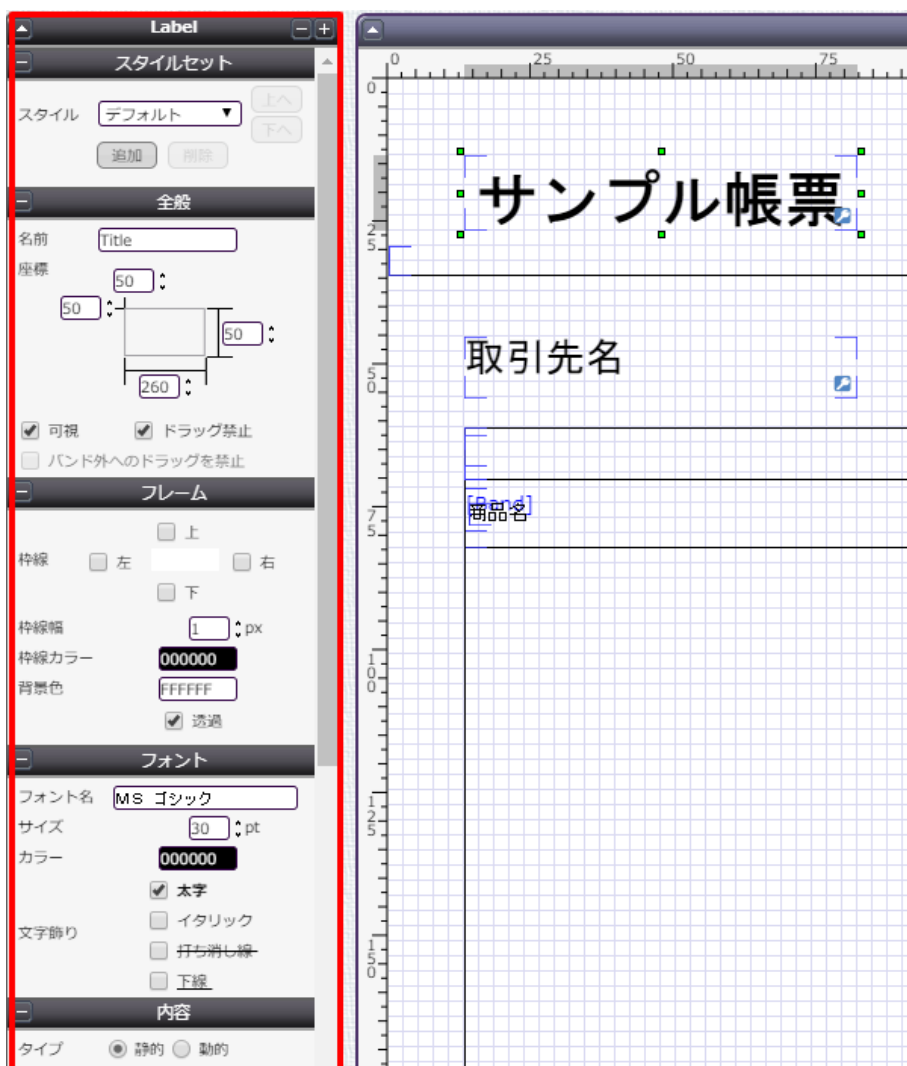 Label
スタイルセット
スタイル デフォルト 上へ
下へ
追加 削除
全般
名前 Title
座標
50
50
50
260
可視 ドラッグ禁止
バンド外へのドラッグを禁止
フレーム
上
枠線 左 右
下
枠線幅 1 px
枠線カラー 000000
背景色 FFFFFF
透過
フォント
フォント名 MS ゴシック
サイズ 30 pt
カラー 000000
太字
文字飾り イタリック
打ち消し線
下線
内容
タイプ 静的 動的
0 25 50 75
0
25
50
75
100
125
150
サンプル帳票
取引先名
[Band]
商品名